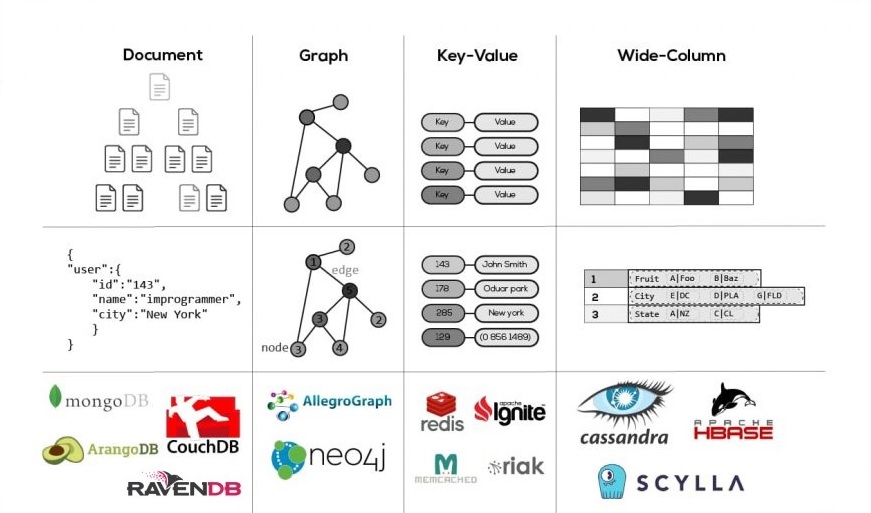 Document
Graph
Key-Value
Wide-Column
Key Value
Key Value
Key Value
Key Value
{
"user":{
"id":"143",
"name":"improgrammer",
"city":"New York"
}
}
2
1
edge
5
3
2
node 3
4
143 John Smith
178 Oduar park
285 New york
129 (0 856 1489)
1 Fruit A|Foo B|Baz
2 City E|DC D|PLA G|FLD
3 State A|NZ C|CL
mongoDB
ArangoDB
CouchDB
RAVENDB
AllegroGraph
neo4j
redis
apache
Ignite
MEMCACHED
riak
cassandra
APACHE
HBASE
SCYLLA